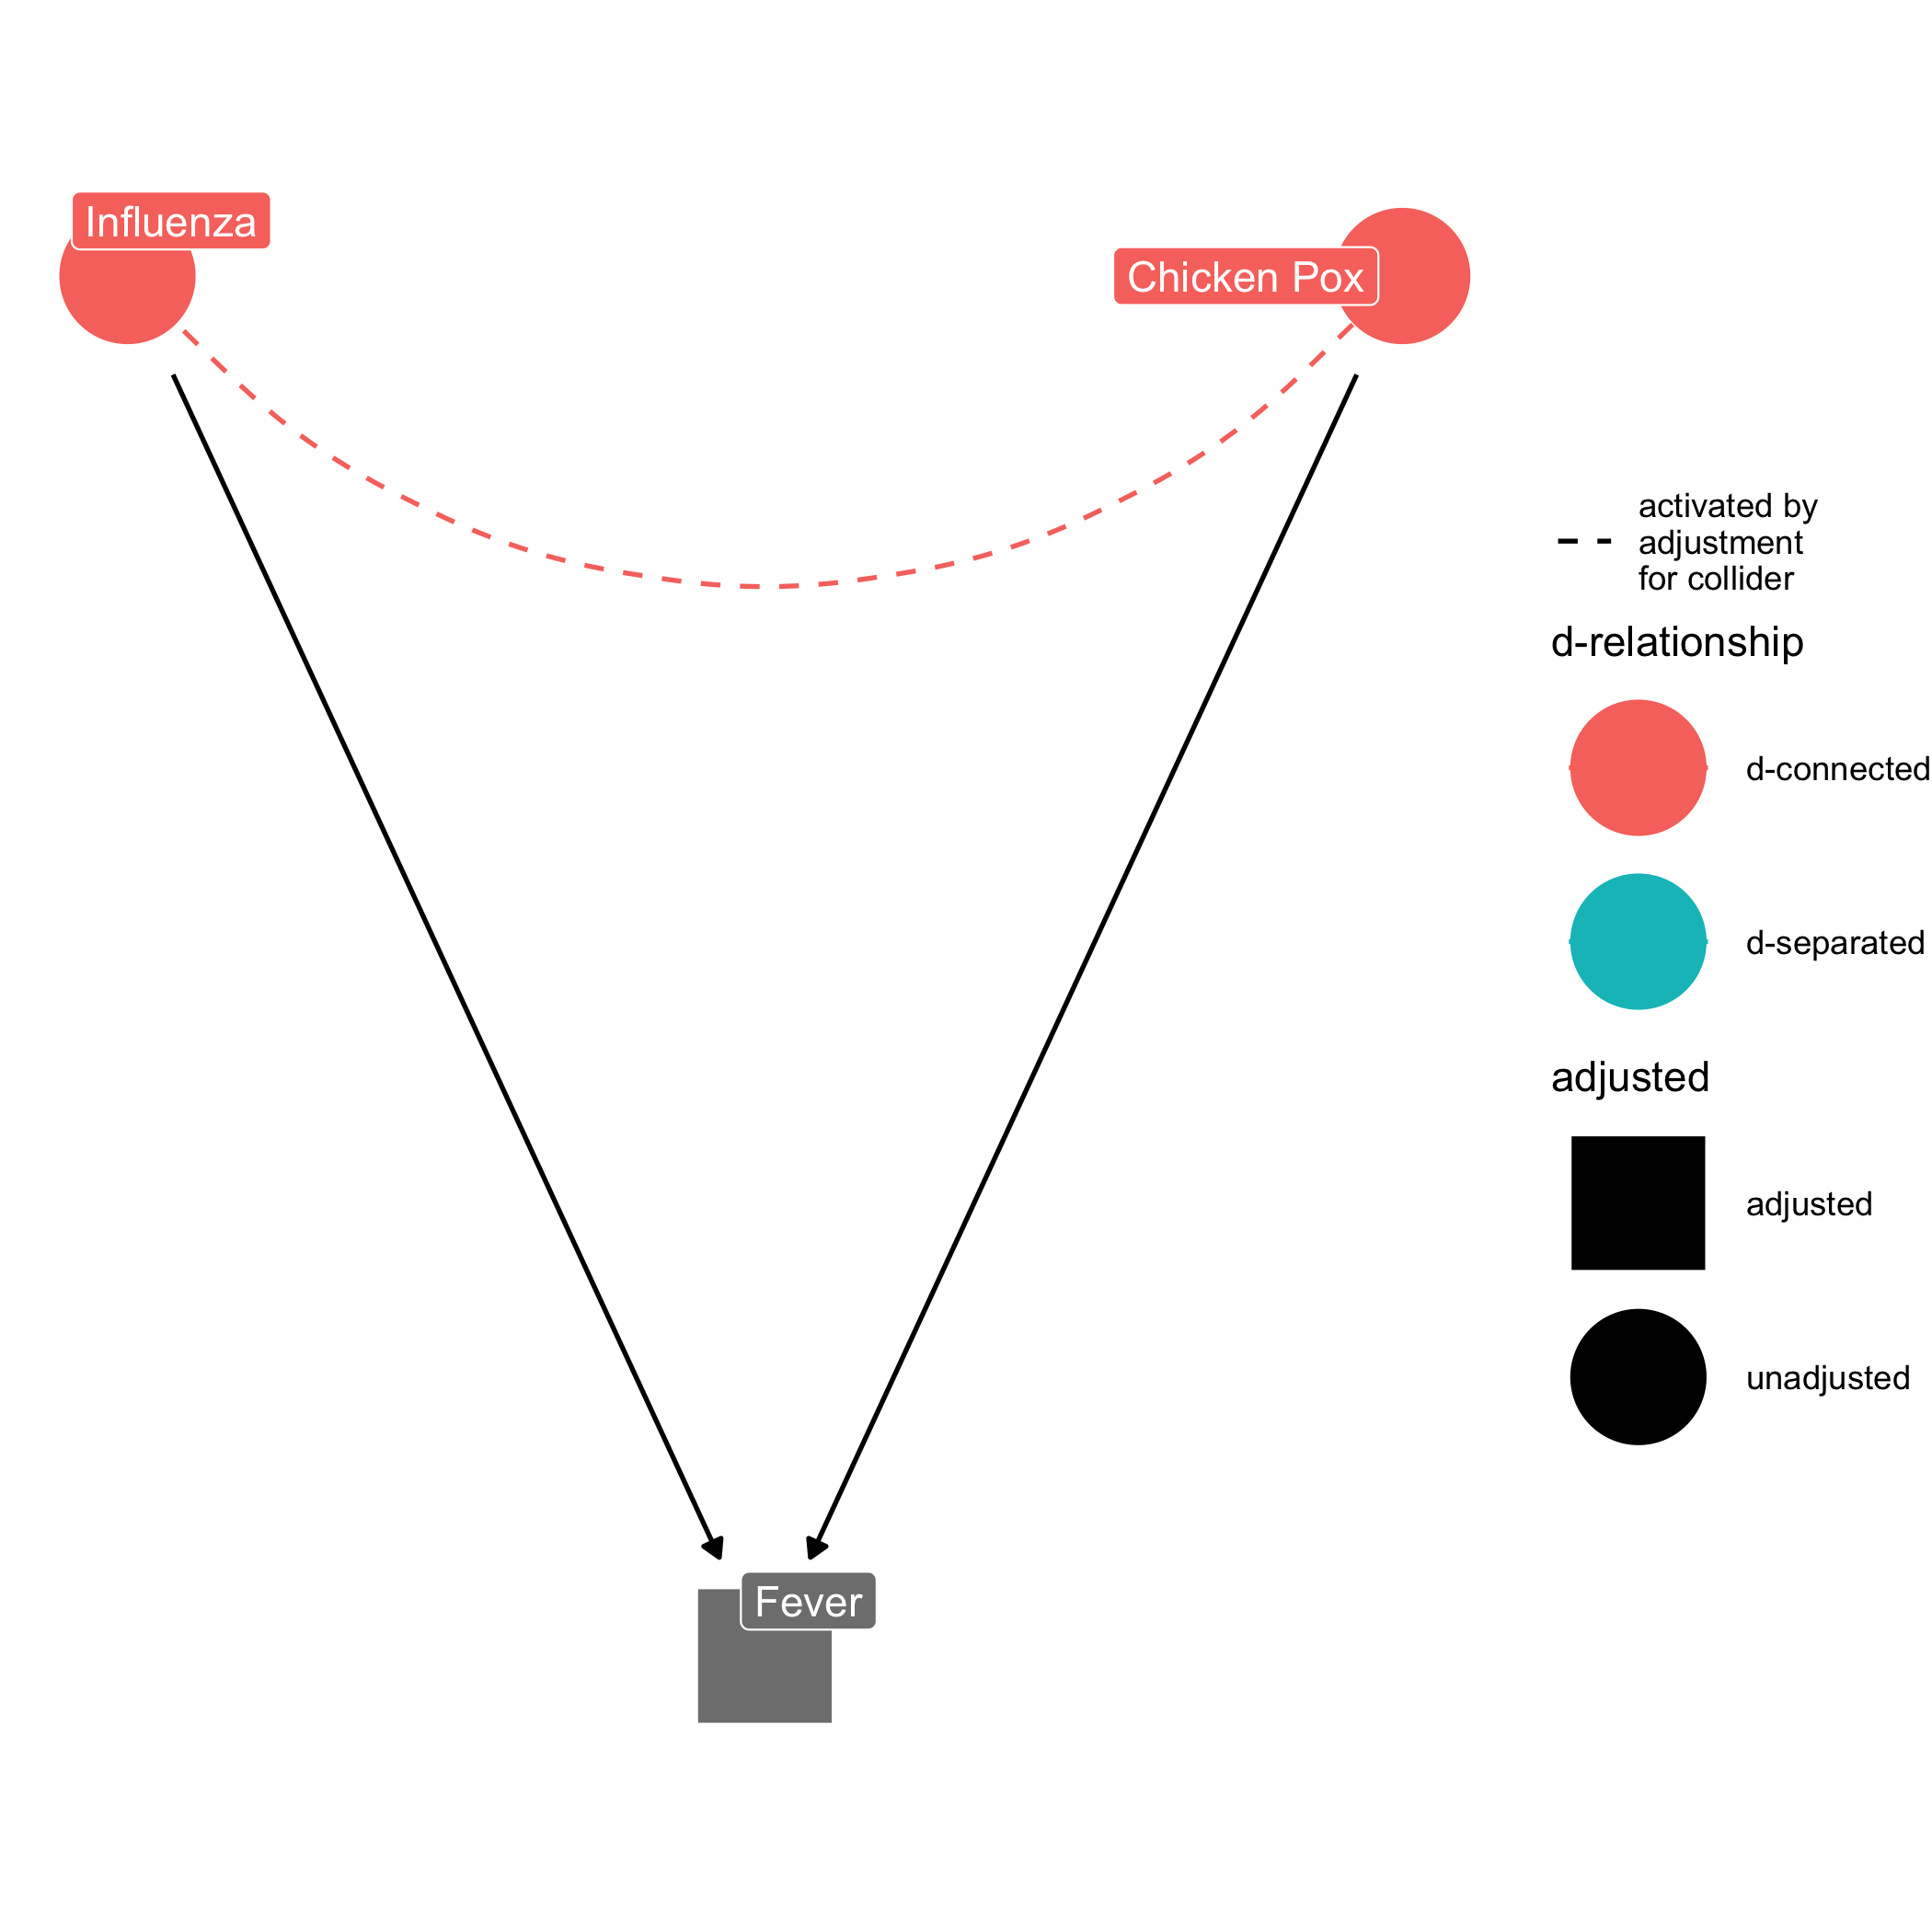 Influenza
Chicken Pox
activated by
adjustment
for collider
d-relationship
d-connected
d-separated
adjusted
adjusted
unadjusted
Fever